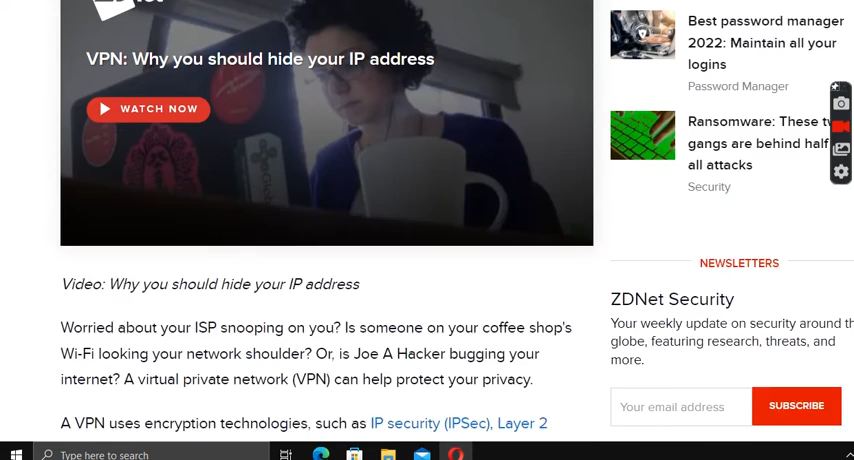 VPN: Why you should hide your IP address
WATCH NOW
Video: Why you should hide your IP address
Worried about your ISP snooping on you? Is someone on your coffee shop's
Wi-Fi looking your network shoulder? Or, is Joe A Hacker bugging your
internet? A virtual private network (VPN) can help protect your privacy.
A VPN uses encryption technologies, such as IP security (IPSec), Layer 2
Best password manager
2022: Maintain all your
logins
Password Manager
Ransomware: These
gangs are behind half
all attacks
Security
NEWSLETTERS
ZDNet Security
Your weekly update on security around
globe, featuring research, threats, and
more.
Your email address
SUBSCRIBE
Type here to search